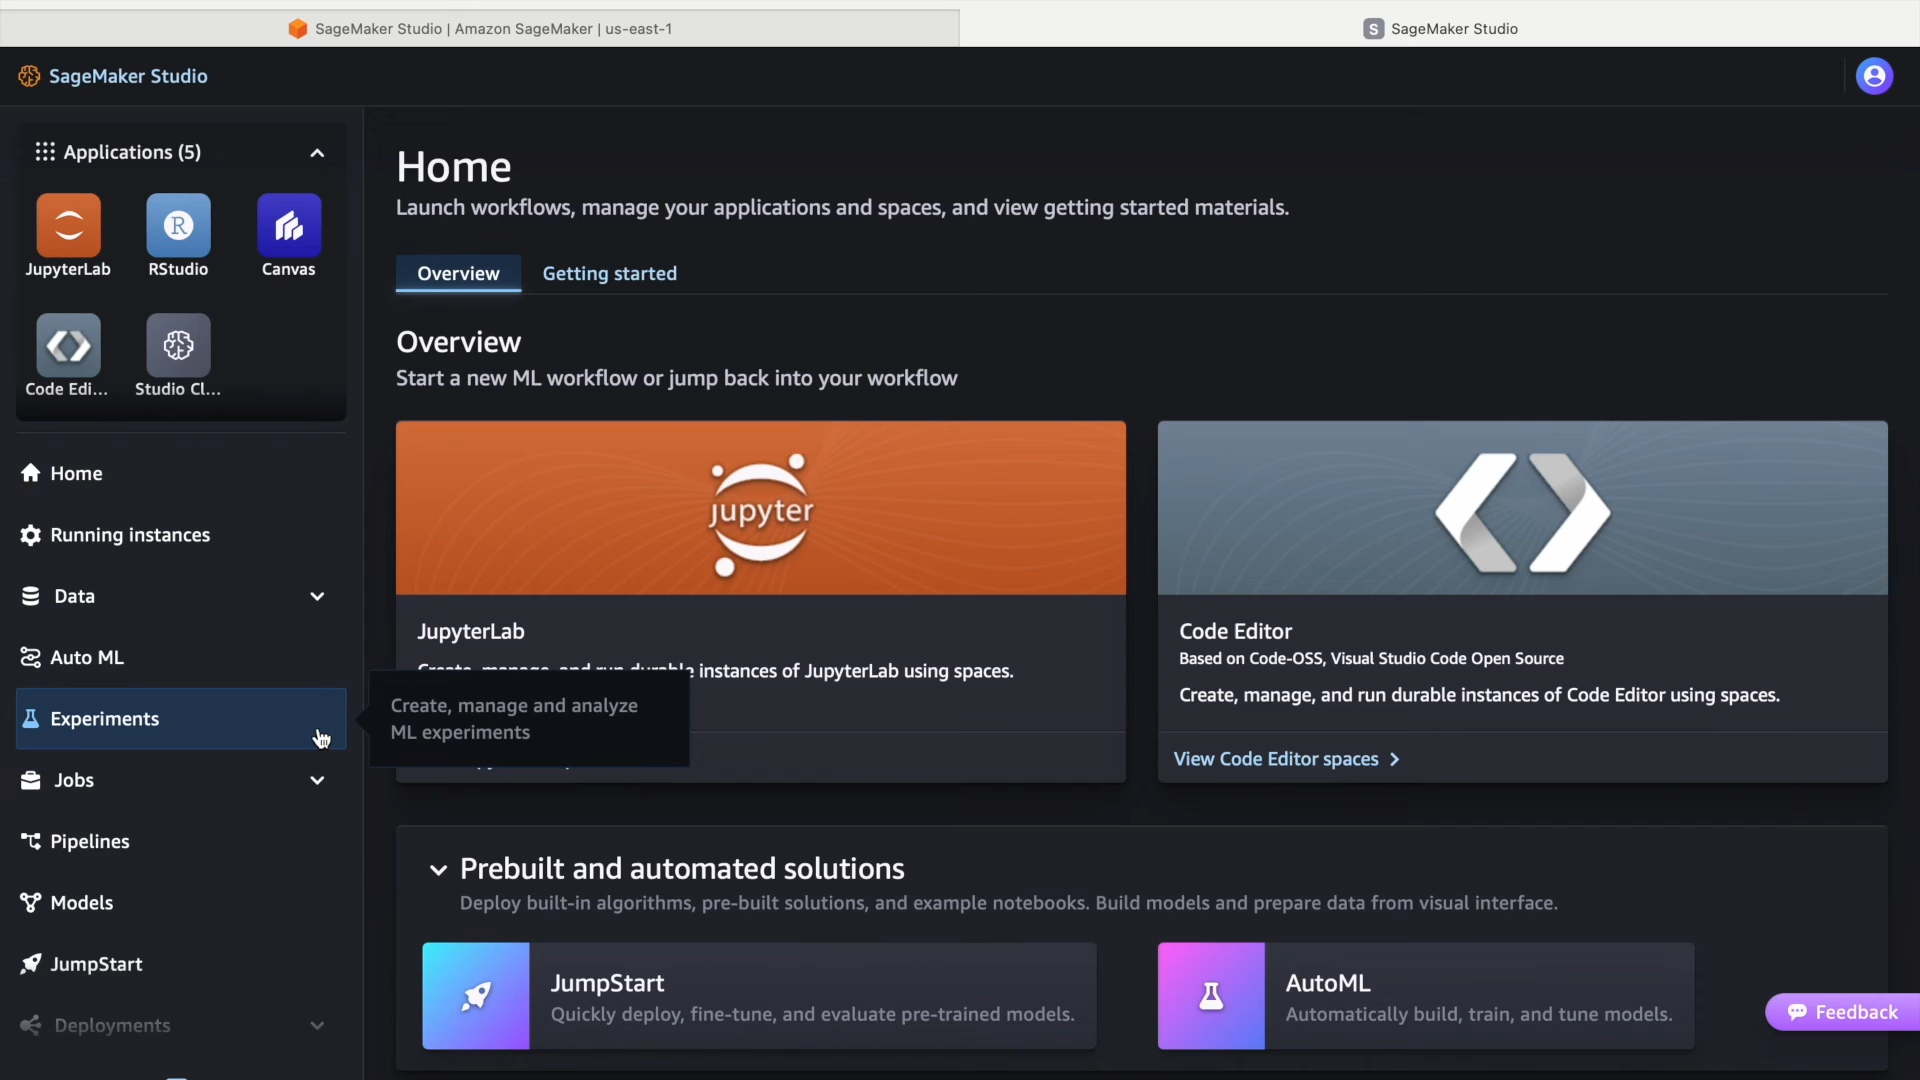 SageMaker Studio | Amazon SageMaker | us-east-1
S SageMaker Studio
SageMaker Studio
Applications (5)
JupyterLab
RStudio
Canvas
Code Edi...
Studio Cl...
Home
Running instances
Data
Auto ML
Experiments
Jobs
Pipelines
Models
JumpStart
Deployments
Home
Launch workflows, manage your applications and spaces, and view getting started materials.
Overview
Getting started
Overview
Start a new ML workflow or jump back into your workflow
jupyter
JupyterLab
Create, manage, and run durable instances of JupyterLab using spaces.
Create, manage and analyze
ML experiments
Code Editor
Based on Code-OSS, Visual Studio Code Open Source
Create, manage, and run durable instances of Code Editor using spaces.
View Code Editor spaces
Prebuilt and automated solutions
Deploy built-in algorithms, pre-built solutions, and example notebooks. Build models and prepare data from visual interface.
JumpStart
Quickly deploy, fine-tune, and evaluate pre-trained models.
AutoML
Automatically build, train, and tune models.
Feedback